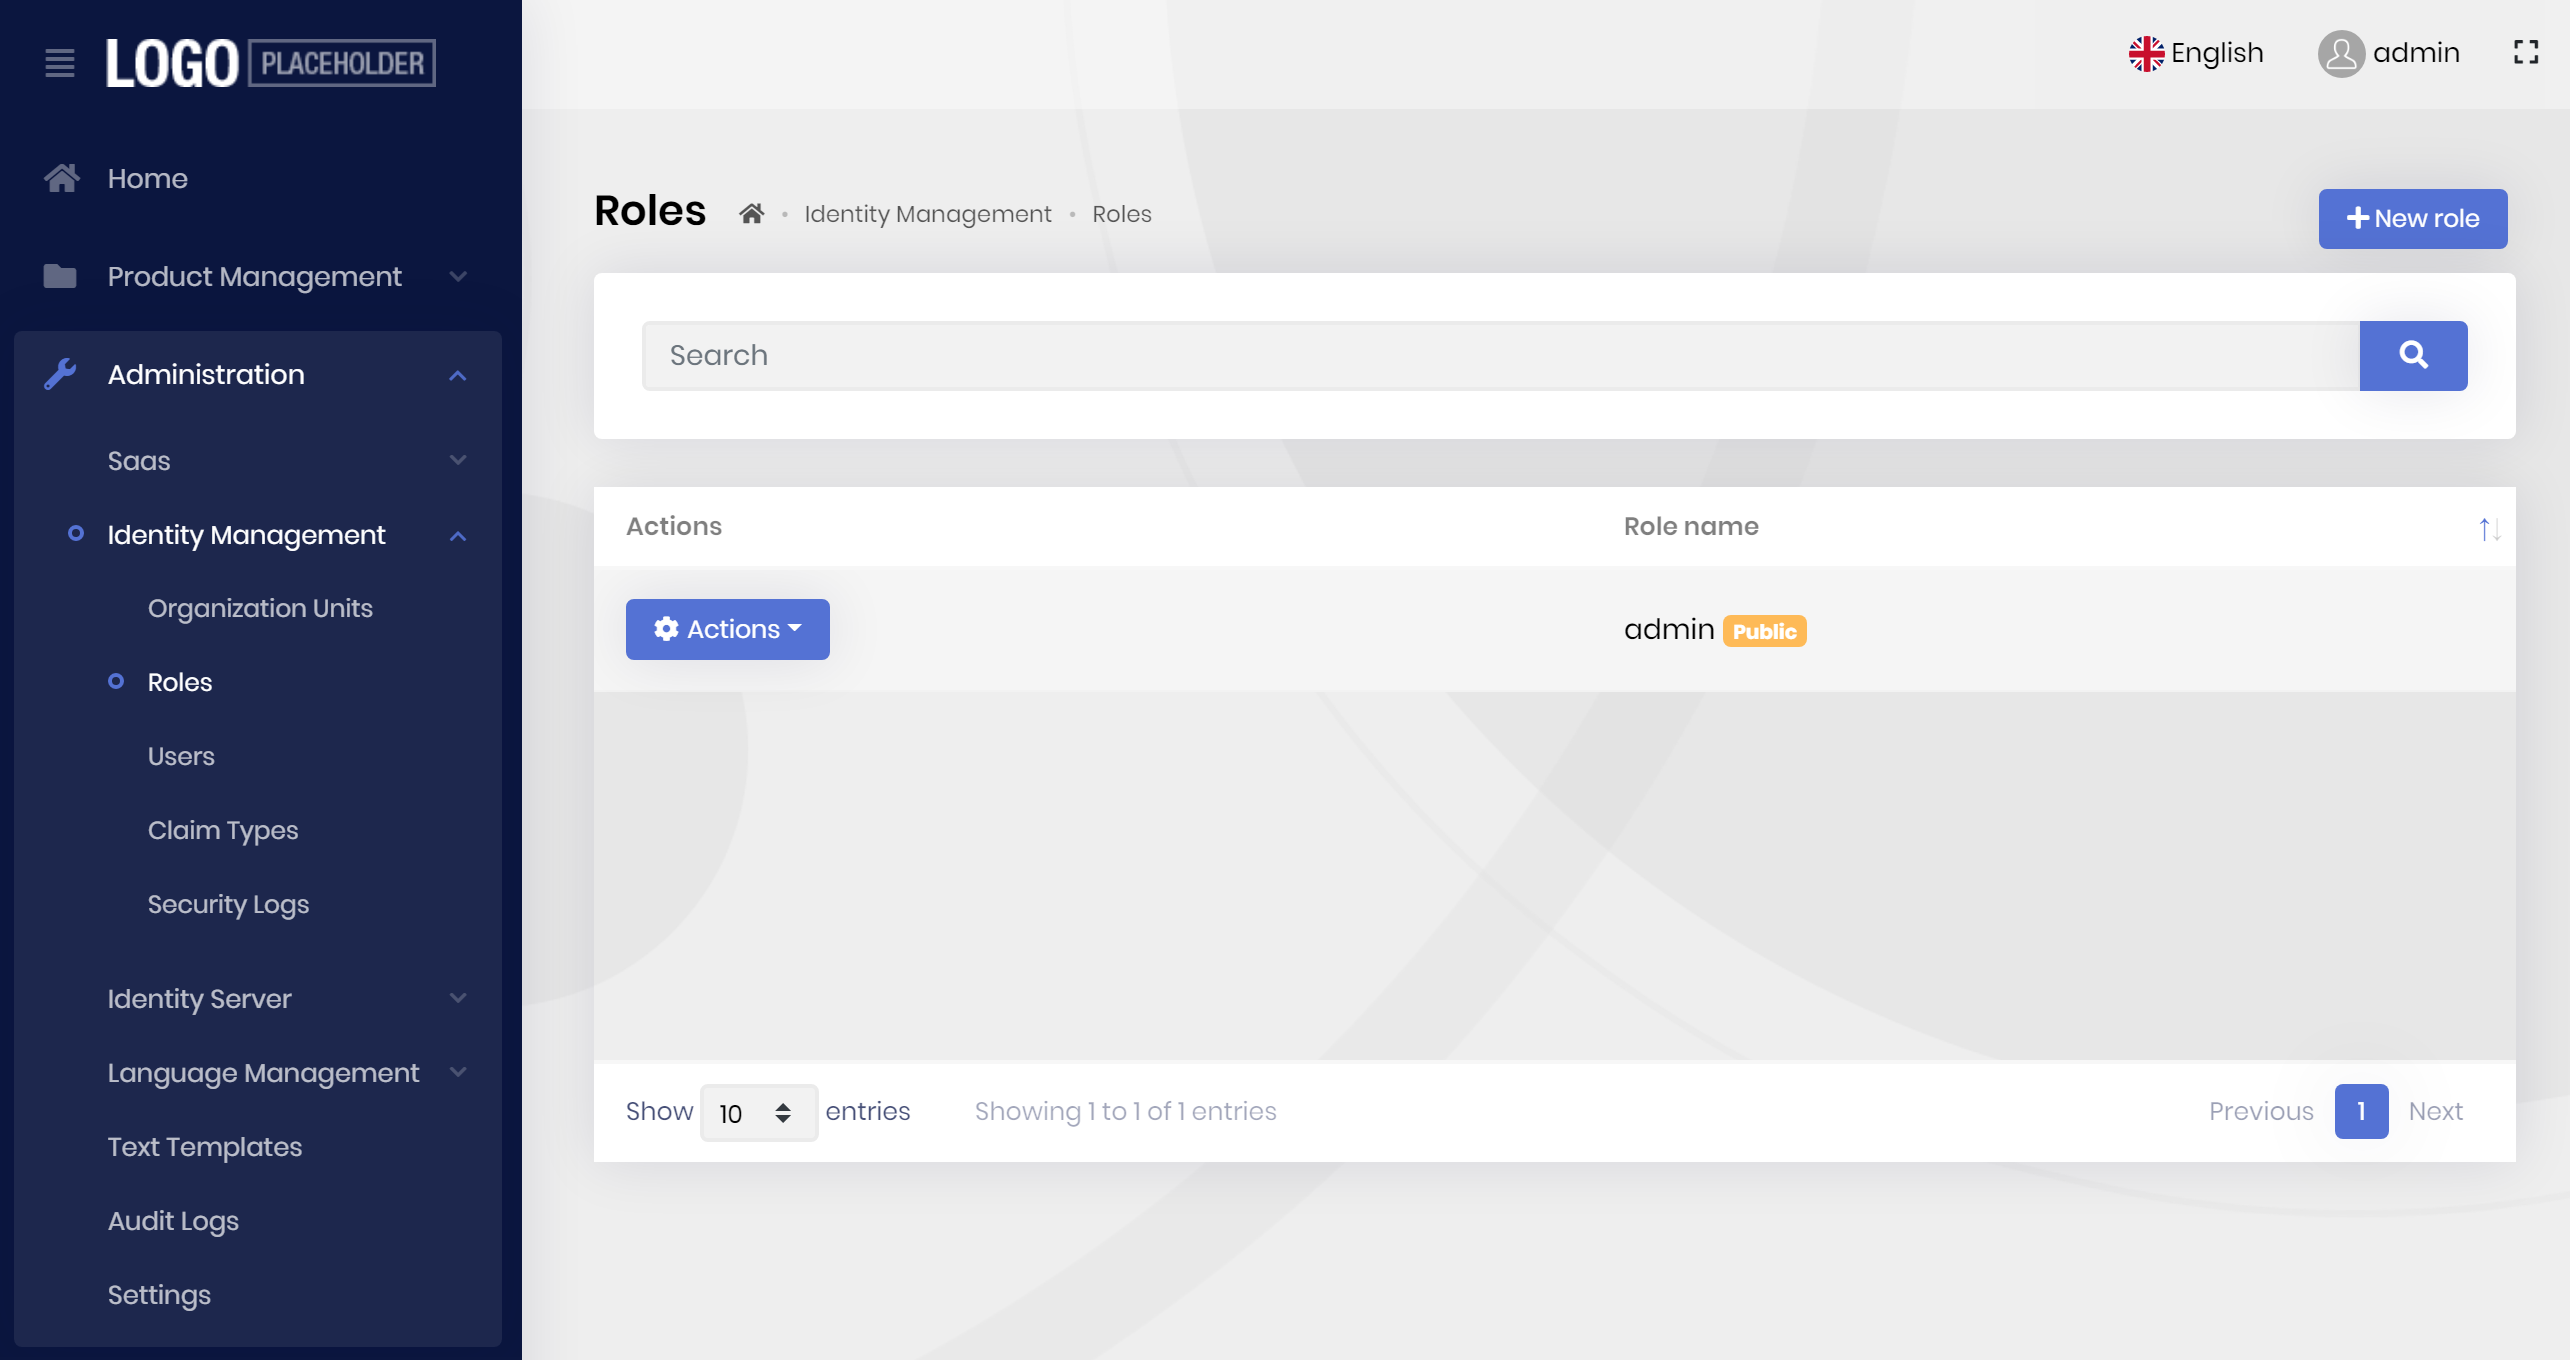 LOGO PLACEHOLDER
Home
Product Management
Administration
Saas
Identity Management
Organization Units
Roles
Users
Claim Types
Security Logs
Identity Server
Language Management
Text Templates
Audit Logs
Settings
English
admin
Roles
Identity Management • Roles
New role
Search
Actions
Role name
Actions
admin Public
Show 10 entries
Showing 1 to 1 of 1 entries
Previous 1 Next